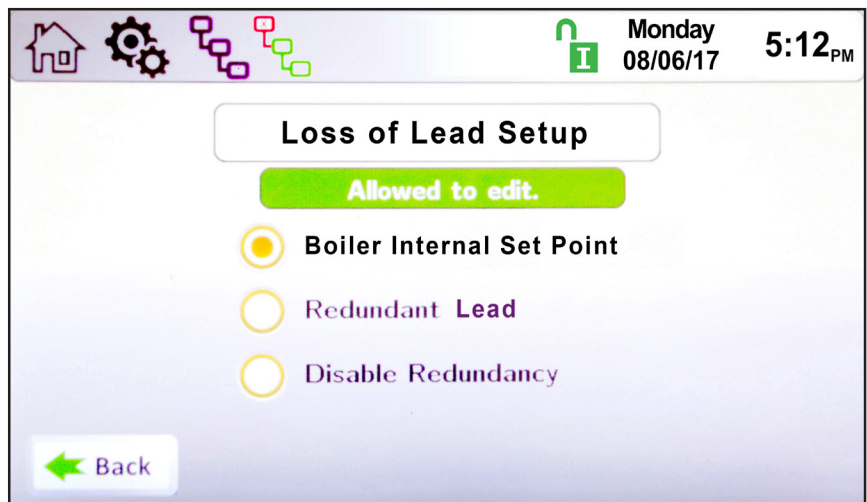 I
Monday
08/06/17
5:12PM
Loss of Lead Setup
Allowed to edit.
Boiler Internal Set Point
Redundant Lead
Disable Redundancy
Back